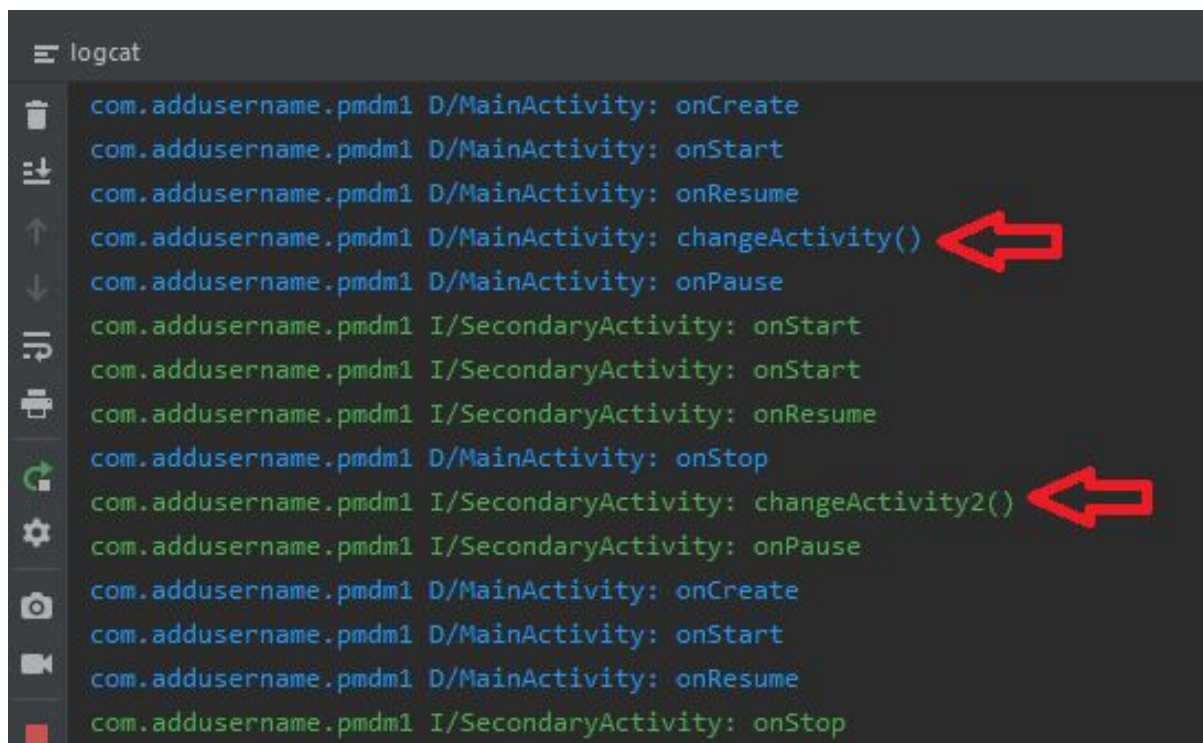 logcat
com.addusername.pmdm1 D/MainActivity: onCreate
com.addusername.pmdm1 D/MainActivity: onStart
com.addusername.pmdm1 D/MainActivity: onResume
com.addusername.pmdm1 D/MainActivity: changeActivity()
com.addusername.pmdm1 D/MainActivity: onPause
com.addusername.pmdm1 I/SecondaryActivity: onStart
com.addusername.pmdm1 I/SecondaryActivity: onStart
com.addusername.pmdm1 I/SecondaryActivity: onResume
com.addusername.pmdm1 D/MainActivity: onStop
com.addusername.pmdm1 I/SecondaryActivity: changeActivity2()
com.addusername.pmdm1 I/SecondaryActivity: onPause
com.addusername.pmdm1 D/MainActivity: onCreate
com.addusername.pmdm1 D/MainActivity: onStart
com.addusername.pmdm1 D/MainActivity: onResume
com.addusername.pmdm1 I/SecondaryActivity: onStop